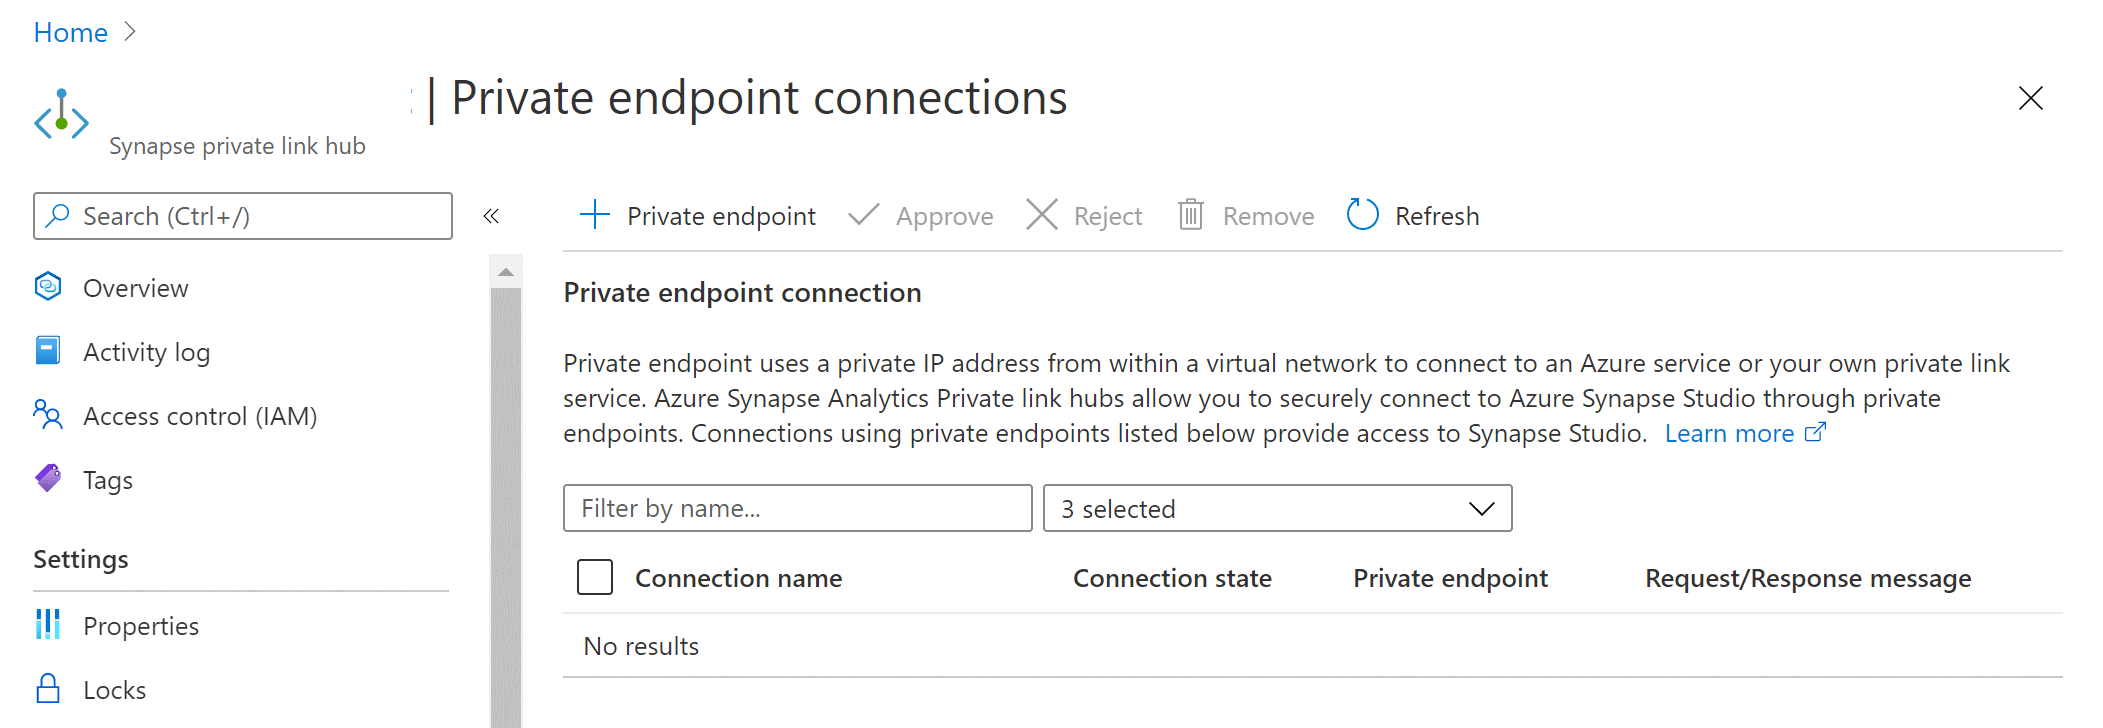 Home
| Private endpoint connections
Synapse private link hub
Search (Ctrl+/)
«
Private endpoint
Approve
Reject
Remove
Refresh
Overview
Activity log
Access control (IAM)
Tags
Settings
Properties
Locks
Private endpoint connection
Private endpoint uses a private IP address from within a virtual network to connect to an Azure service or your own private link
service. Azure Synapse Analytics Private link hubs allow you to securely connect to Azure Synapse Studio through private
endpoints. Connections using private endpoints listed below provide access to Synapse Studio. Learn more
Filter by name...
3 selected
Connection name
Connection state
Private endpoint
Request/Response message
No results